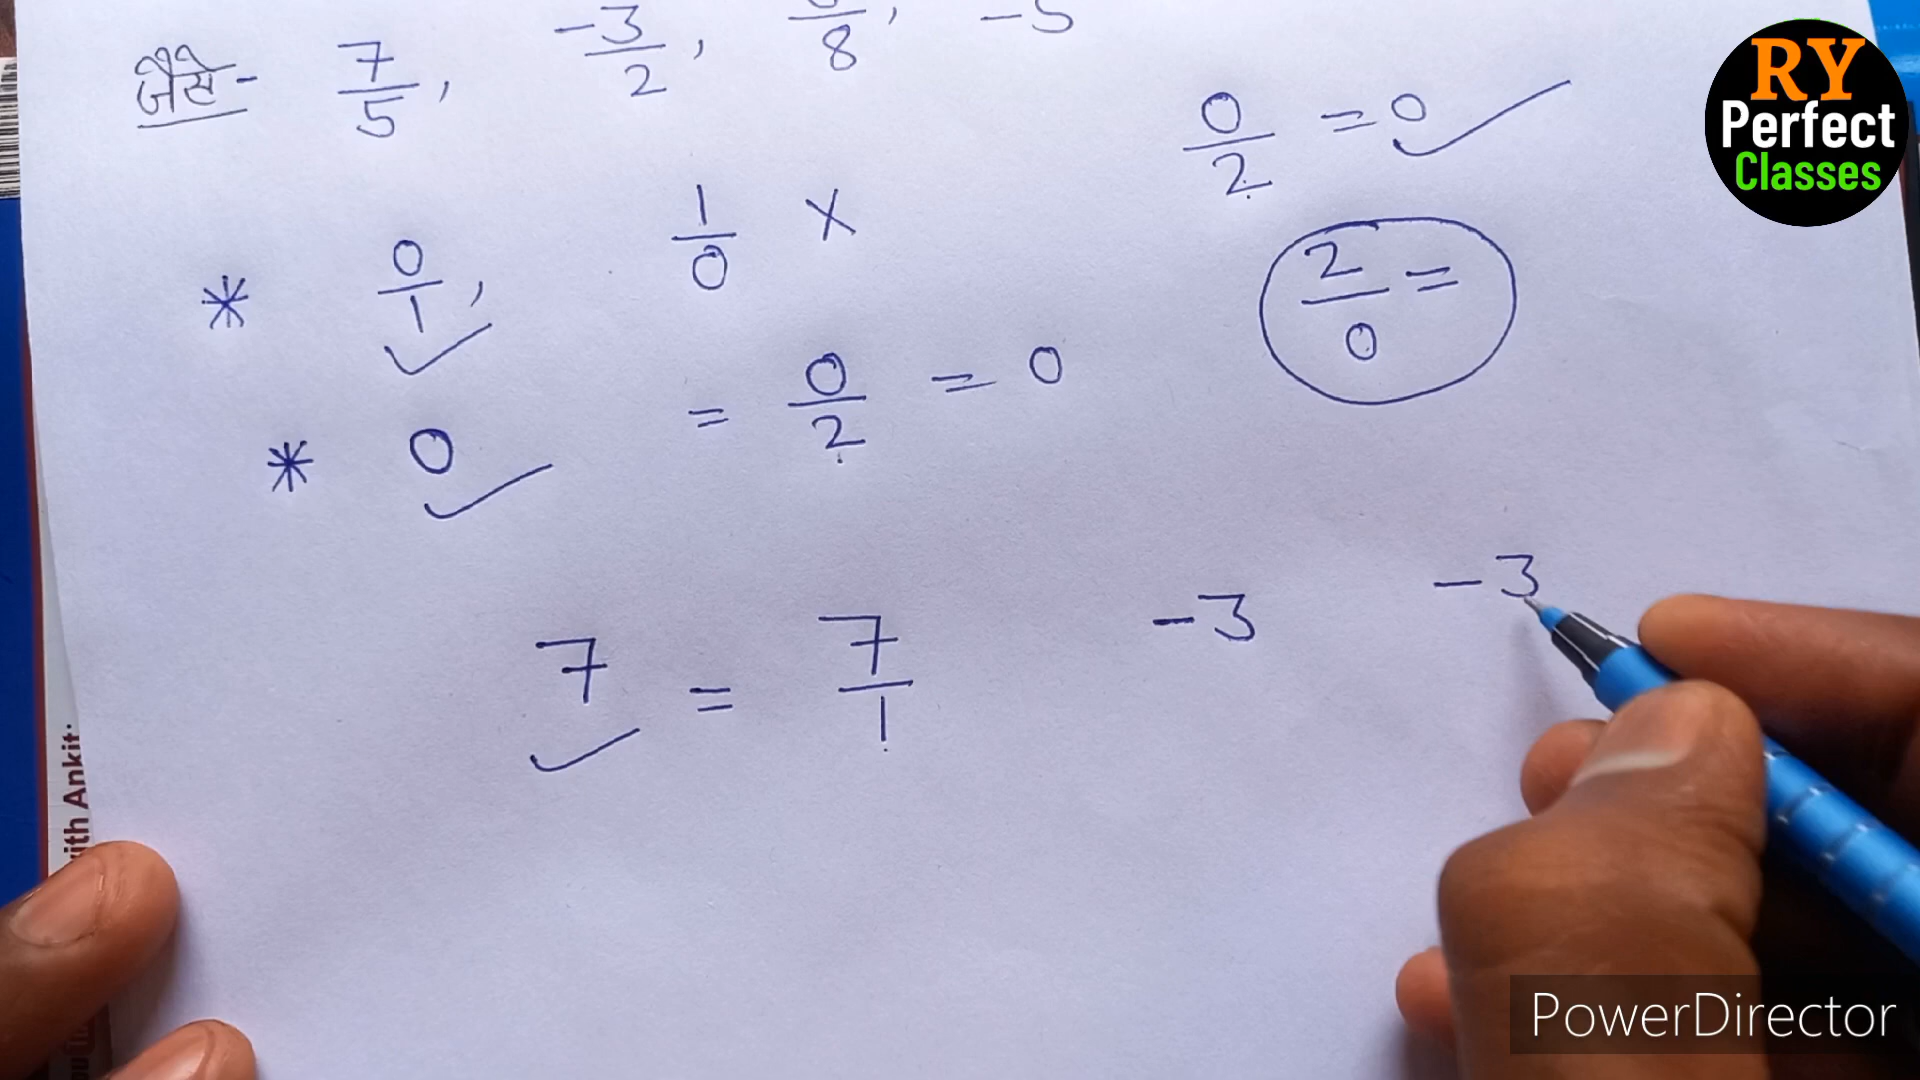 जैसे- 7/5, -3/2, /8, -5
0/2 = 0 ✓
* 0/1, ✓ 1/0 ×
2/0 =
* 0 ✓ = 0/2 = 0
7 ✓ = 7/1 -3 -3
RY
Perfect
Classes
with Ankit.
PowerDirector